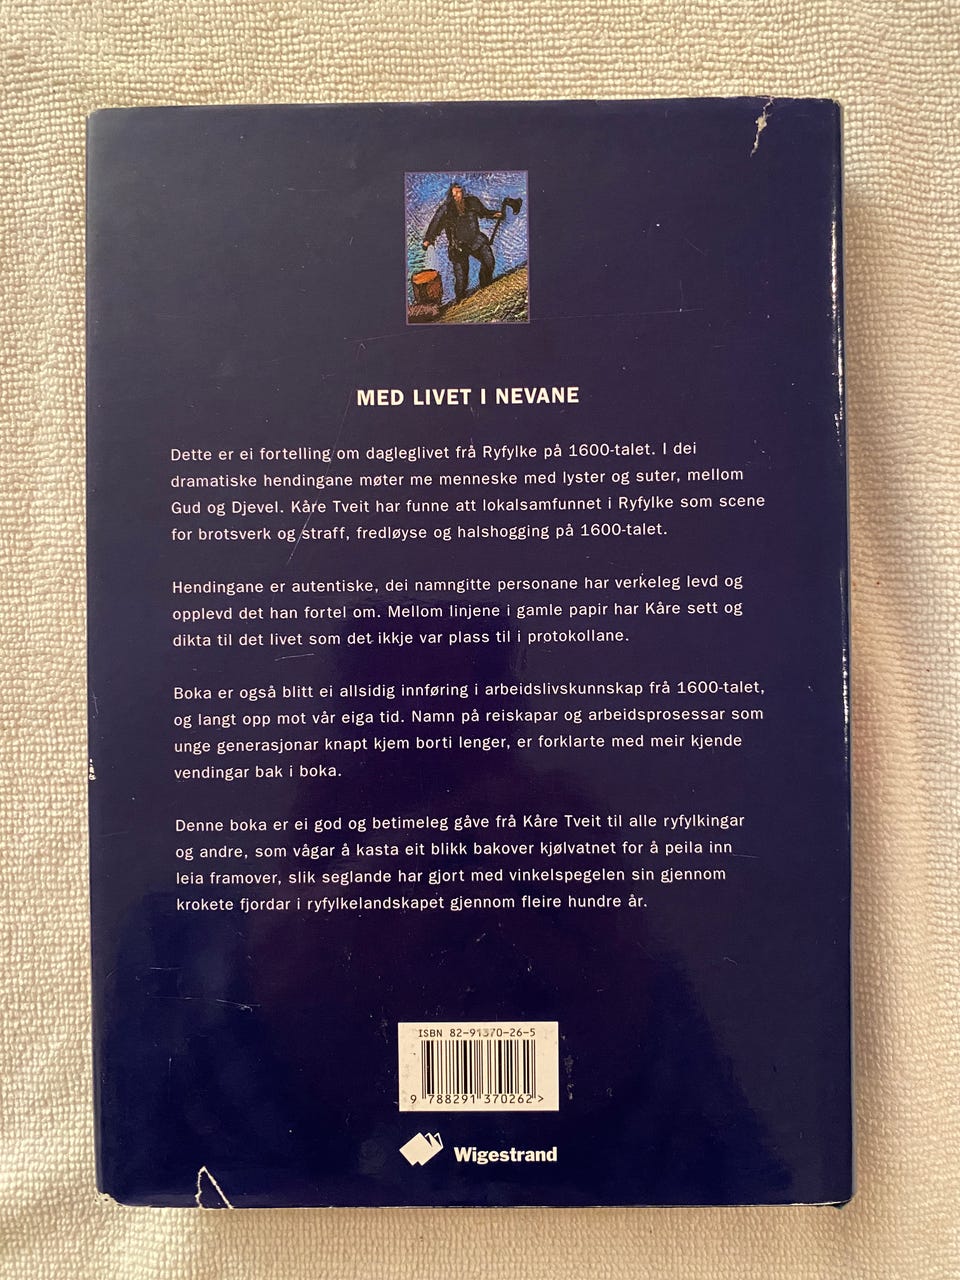 MED LIVET I NEVANE
Dette er ei fortelling om dagleglivet frå Ryfylke på 1600-talet. I dei
dramatiske hendingane møter me menneske med lyster og suter, mellom
Gud og Djevel. Kåre Tveit har funne att lokalsamfunnet i Ryfylke som scene
for brotsverk og straff, fredløyse og halshogging på 1600-talet.
Hendingane er autentiske, dei namngitte personane har verkeleg levd og
opplevd det han fortel om. Mellom linjene i gamle papir har Kåre sett og
dikta til det livet som det ikkje var plass til i protokollane.
Boka er også blitt ei allsidig innføring i arbeidslivskunnskap frå 1600-talet,
og langt opp mot vår eiga tid. Namn på reiskapar og arbeidsprosessar som
unge generasjonar knapt kjem borti lenger, er forklarte med meir kjende
vendingar bak i boka.
Denne boka er ei god og betimeleg gåve frå Kåre Tveit til alle ryfylkingar
og andre, som vågar å kasta eit blikk bakover kjølvatnet for å peila inn
leia framover, slik seglande har gjort med vinkelspegelen sin gjennom
krokete fjordar i ryfylkelandskapet gjennom fleire hundre år.
ISBN 82-91370-26-5
9 788291 370262 >
Wigestrand